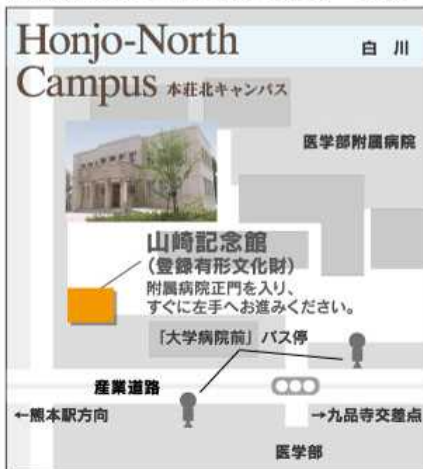 Honjo-North
白 川
Campus 本荘北キャンパス
医学部附属病院
山崎記念館
(登録有形文化財)
附属病院正門を入り、
すぐに左手へお進みください。
「大学病院前」バス停
産業道路
←熊本駅方向
→九品寺交差点
医学部